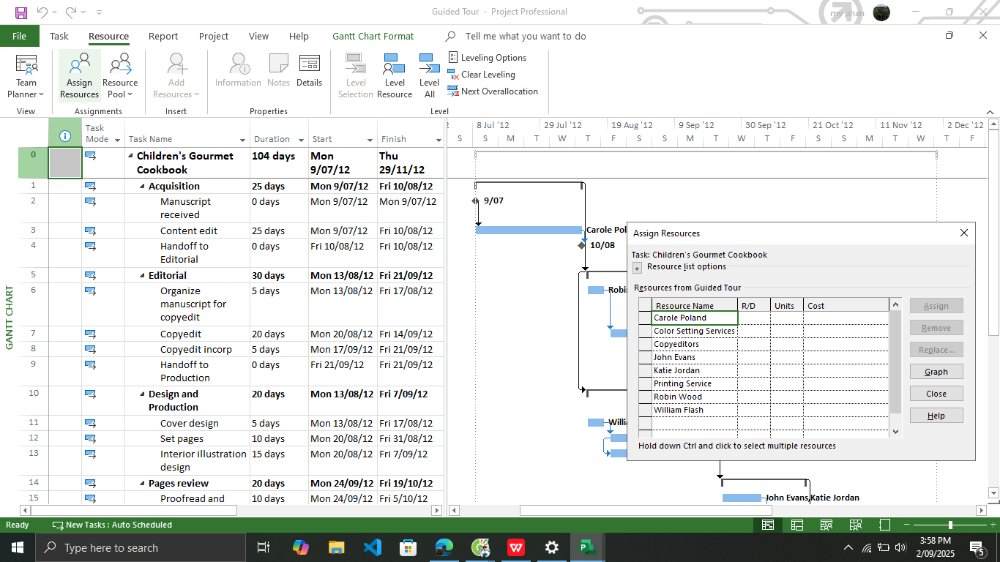 Guided Tour - Project Professional
my phan
File
Task
Resource
Report
Project
View
Help
Gantt Chart Format
Tell me what you want to do
Team Planner
Assign Resources
Resource Pool
Add Resources
Information
Notes
Details
Level Selection
Level Resource
Level All
Leveling Options
Clear Leveling
Next Overallocation
View
Assignments
Insert
Properties
Level
Task Mode
Task Name
Duration
Start
Finish
8 Jul '12
29 Jul '12
19 Aug '12
9 Sep '12
30 Sep '12
21 Oct '12
11 Nov '12
2 Dec '12
S S M T W T F S S M T W T F S S M T W T F
GANTT CHART
0 Children's Gourmet Cookbook 104 days Mon 9/07/12 Thu 29/11/12
1 Acquisition 25 days Mon 9/07/12 Fri 10/08/12
2 Manuscript received 0 days Mon 9/07/12 Mon 9/07/12
3 Content edit 25 days Mon 9/07/12 Fri 10/08/12
4 Handoff to Editorial 0 days Fri 10/08/12 Fri 10/08/12
5 Editorial 30 days Mon 13/08/12 Fri 21/09/12
6 Organize manuscript for copyedit 5 days Mon 13/08/12 Fri 17/08/12
7 Copyedit 20 days Mon 20/08/12 Fri 14/09/12
8 Copyedit incorp 5 days Mon 17/09/12 Fri 21/09/12
9 Handoff to Production 0 days Fri 21/09/12 Fri 21/09/12
10 Design and Production 20 days Mon 13/08/12 Fri 7/09/12
11 Cover design 5 days Mon 13/08/12 Fri 17/08/12
12 Set pages 10 days Mon 20/08/12 Fri 31/08/12
13 Interior illustration design 15 days Mon 20/08/12 Fri 7/09/12
14 Pages review 20 days Mon 24/09/12 Fri 19/10/12
15 Proofread and 10 days Mon 24/09/12 Fri 5/10/12
9/07
Carole Pol
10/08
Robi
Willia
John Evans,Katie Jordan
Assign Resources
Task: Children's Gourmet Cookbook
+ Resource list options
Resources from Guided Tour
Resource Name R/D Units Cost
Carole Poland
Color Setting Services
Copyeditors
John Evans
Katie Jordan
Printing Service
Robin Wood
William Flash
Assign
Remove
Replace...
Graph
Close
Help
Hold down Ctrl and click to select multiple resources
Ready
New Tasks : Auto Scheduled
Type here to search
3:58 PM
2/09/2025
5